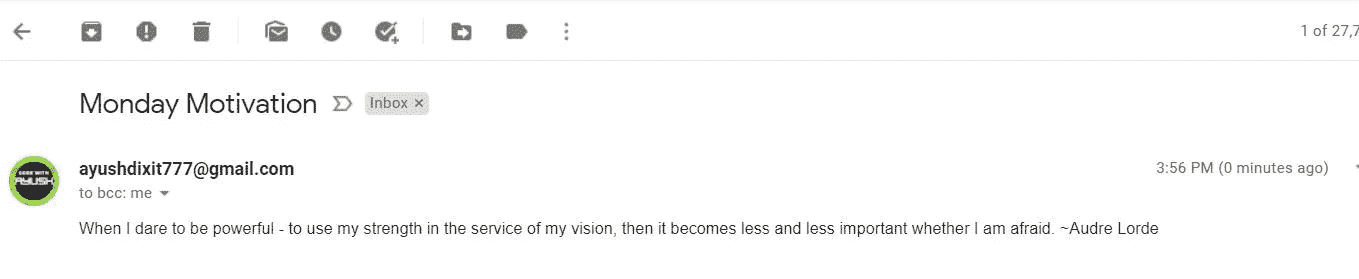 1 of 27,7
Monday Motivation Inbox ×
CODE WITH
AYUSH
ayushdixit777@gmail.com 3:56 PM (0 minutes ago)
to bcc: me
When I dare to be powerful - to use my strength in the service of my vision, then it becomes less and less important whether I am afraid. ~Audre Lorde